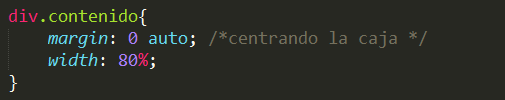 div.contenido{
    margin: 0 auto; /*centrando la caja */
    width: 80%;
}